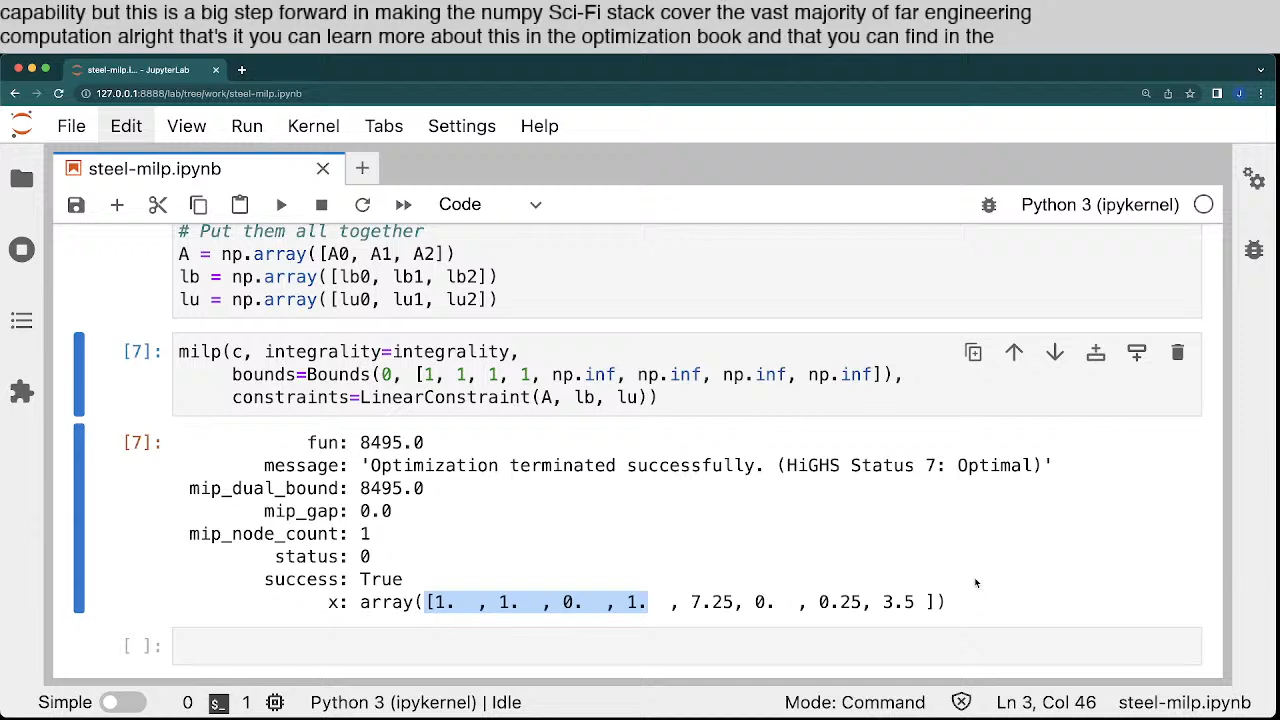 capability but this is a big step forward in making the numpy Sci-Fi stack cover the vast majority of far engineering
computation alright that's it you can learn more about this in the optimization book and that you can find in the
steel-milp.i... - JupyterLab
127.0.0.1:8888/lab/tree/work/steel-milp.ipynb
J
File Edit View Run Kernel Tabs Settings Help
steel-milp.ipynb
Code
Python 3 (ipykernel)
# Put them all together
A = np.array([A0, A1, A2])
lb = np.array([lb0, lb1, lb2])
lu = np.array([lu0, lu1, lu2])
[7]: milp(c, integrality=integrality,
bounds=Bounds(0, [1, 1, 1, 1, np.inf, np.inf, np.inf, np.inf]),
constraints=LinearConstraint(A, lb, lu))
[7]: fun: 8495.0
message: 'Optimization terminated successfully. (HiGHS Status 7: Optimal)'
mip_dual_bound: 8495.0
mip_gap: 0.0
mip_node_count: 1
status: 0
success: True
x: array([1. , 1. , 0. , 1. , 7.25, 0. , 0.25, 3.5 ])
[ ]:
Simple 0 $_ 1 Python 3 (ipykernel) | Idle Mode: Command Ln 3, Col 46 steel-milp.ipynb